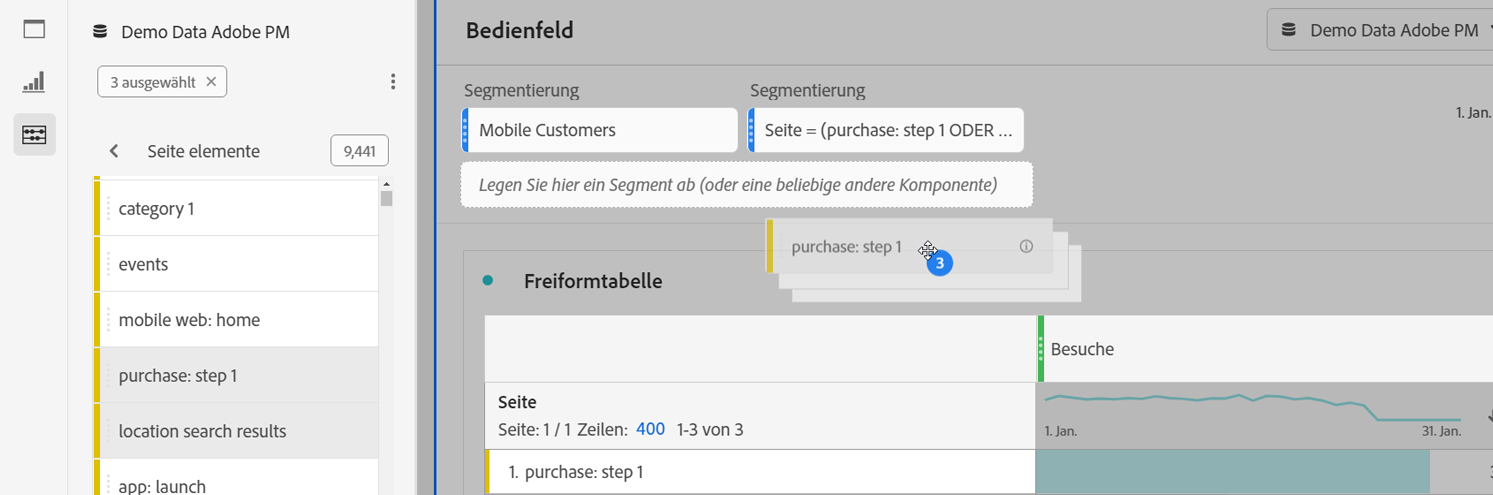 Demo Data Adobe PM
3 ausgewählt
Seite elemente
9,441
category 1
events
mobile web: home
purchase: step 1
location search results
app: launch
Bedienfeld
Demo Data Adobe PM
Segmentierung
Segmentierung
1. Jan.
Mobile Customers
Seite = (purchase: step 1 ODER ...
Legen Sie hier ein Segment ab (oder eine beliebige andere Komponente)
purchase: step 1
3
Freiformtabelle
Besuche
Seite
Seite: 1 / 1 Zeilen: 400 1-3 von 3
1. Jan.
31. Jan.
1. purchase: step 1